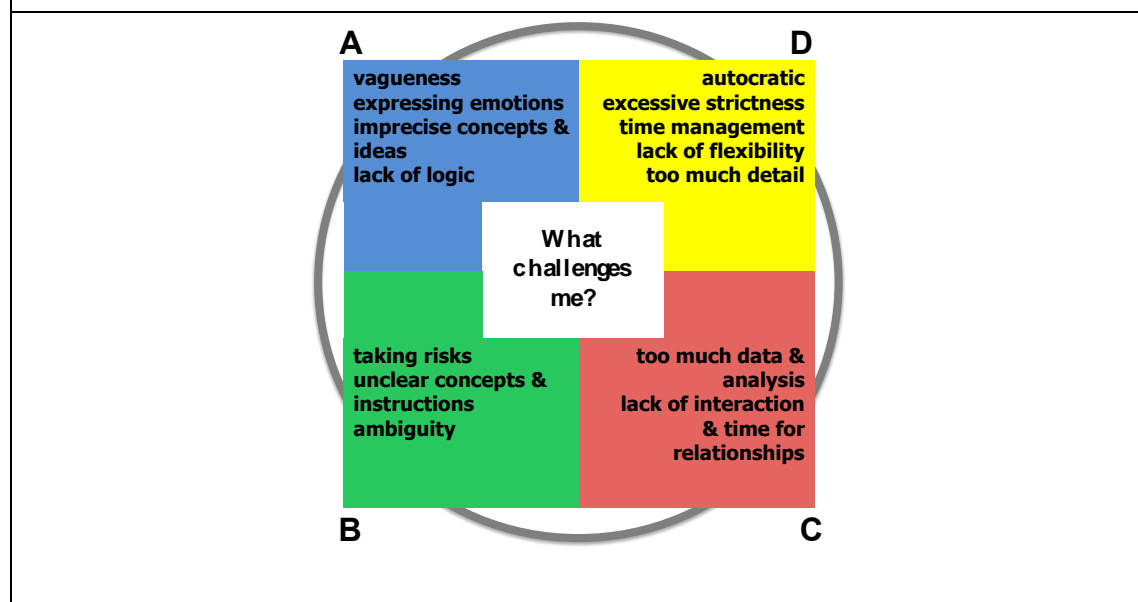 A
D
vagueness
expressing emotions
imprecise concepts &
ideas
lack of logic
autocratic
excessive strictness
time management
lack of flexibility
too much detail
What
challenges
me?
taking risks
unclear concepts &
instructions
ambiguity
too much data &
analysis
lack of interaction
& time for
relationships
B
C